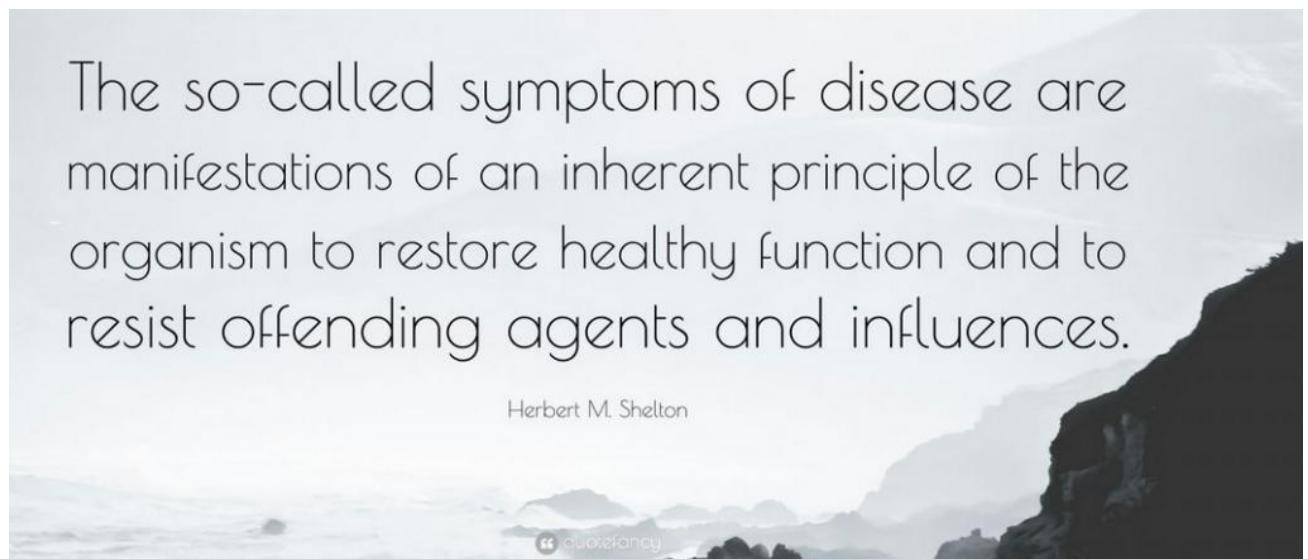 The so-called symptoms of disease are
manifestations of an inherent principle of the
organism to restore healthy function and to
resist offending agents and influences.
Herbert M. Shelton
quotefancy